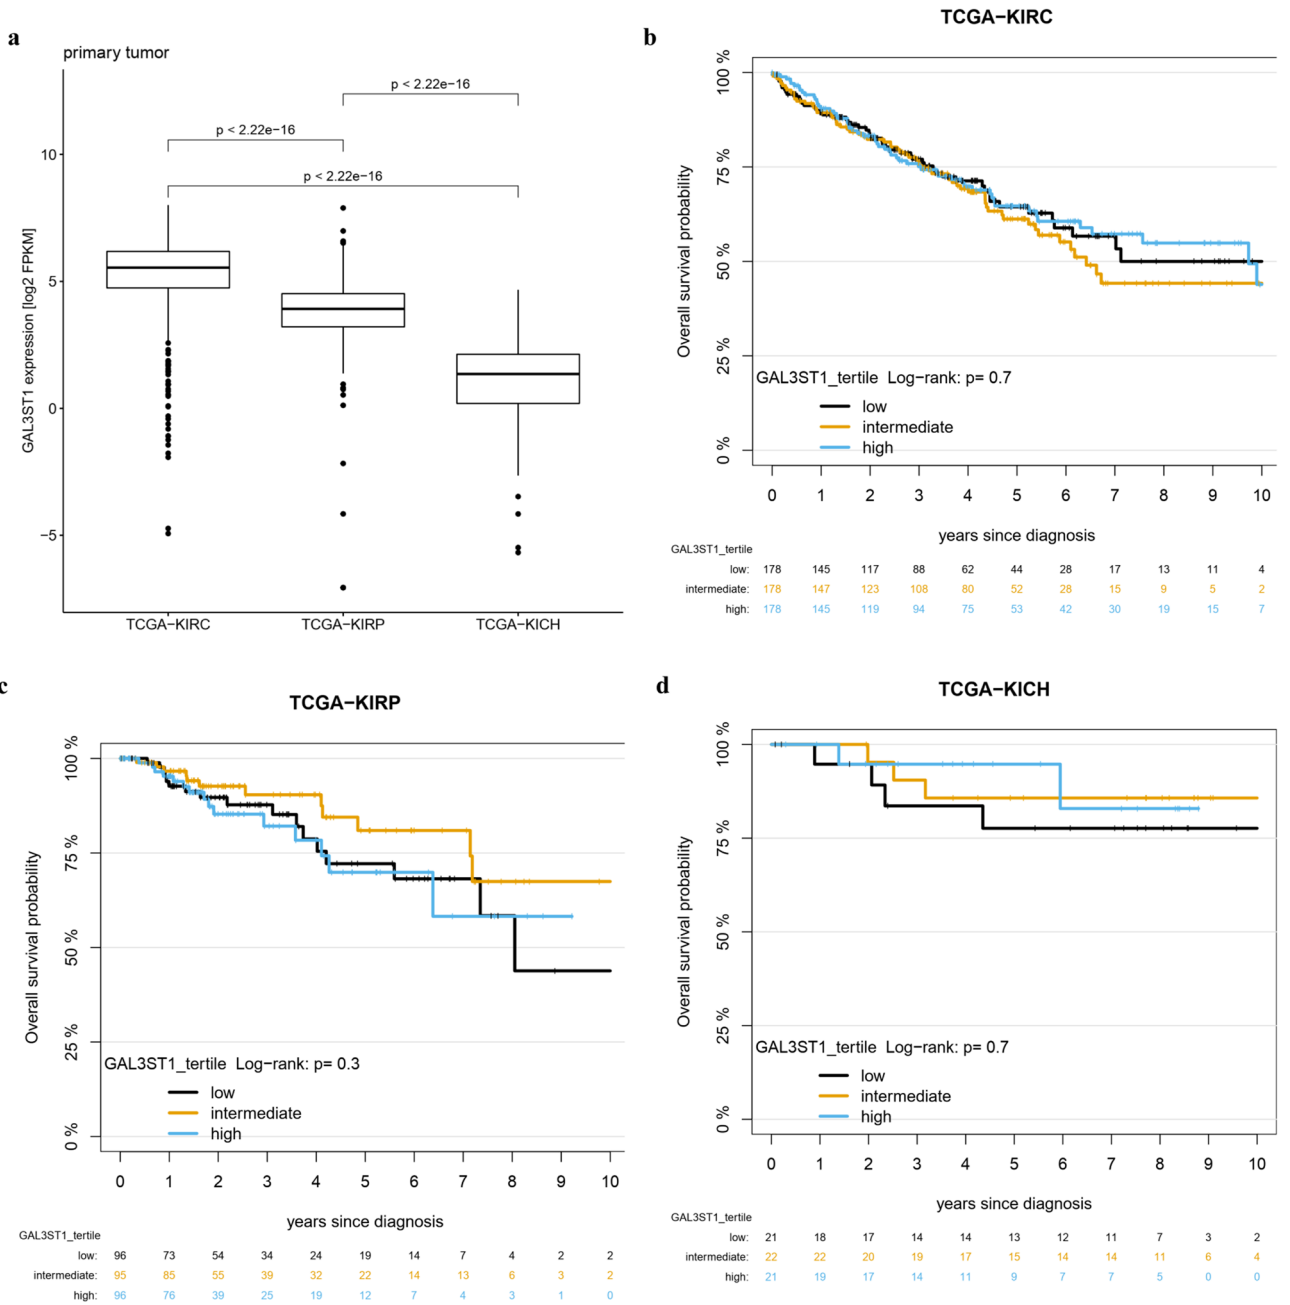 a
primary tumor
p < 2.22e−16
p < 2.22e−16
p < 2.22e−16
GAL3ST1 expression [log2 FPKM]
10
5
0
−5
TCGA−KIRC TCGA−KIRP TCGA−KICH
b
TCGA−KIRC
Overall survival probability
100 %
75 %
50 %
25 %
0 %
GAL3ST1_tertile Log−rank: p= 0.7
low
intermediate
high
0 1 2 3 4 5 6 7 8 9 10
years since diagnosis
GAL3ST1_tertile
low: 178 145 117 88 62 44 28 17 13 11 4
intermediate: 178 147 123 108 80 52 28 15 9 5 2
high: 178 145 119 94 75 53 42 30 19 15 7
c
TCGA−KIRP
Overall survival probability
100 %
75 %
50 %
25 %
0 %
GAL3ST1_tertile Log−rank: p= 0.3
low
intermediate
high
0 1 2 3 4 5 6 7 8 9 10
years since diagnosis
GAL3ST1_tertile
low: 96 73 54 34 24 19 14 7 4 2 2
intermediate: 95 85 55 39 32 22 14 13 6 3 2
high: 96 76 39 25 19 12 7 4 3 1 0
d
TCGA−KICH
Overall survival probability
100 %
75 %
50 %
25 %
0 %
GAL3ST1_tertile Log−rank: p= 0.7
low
intermediate
high
0 1 2 3 4 5 6 7 8 9 10
years since diagnosis
GAL3ST1_tertile
low: 21 18 17 14 14 13 12 11 7 3 2
intermediate: 22 22 20 19 17 15 14 14 11 6 4
high: 21 19 17 14 11 9 7 7 5 0 0